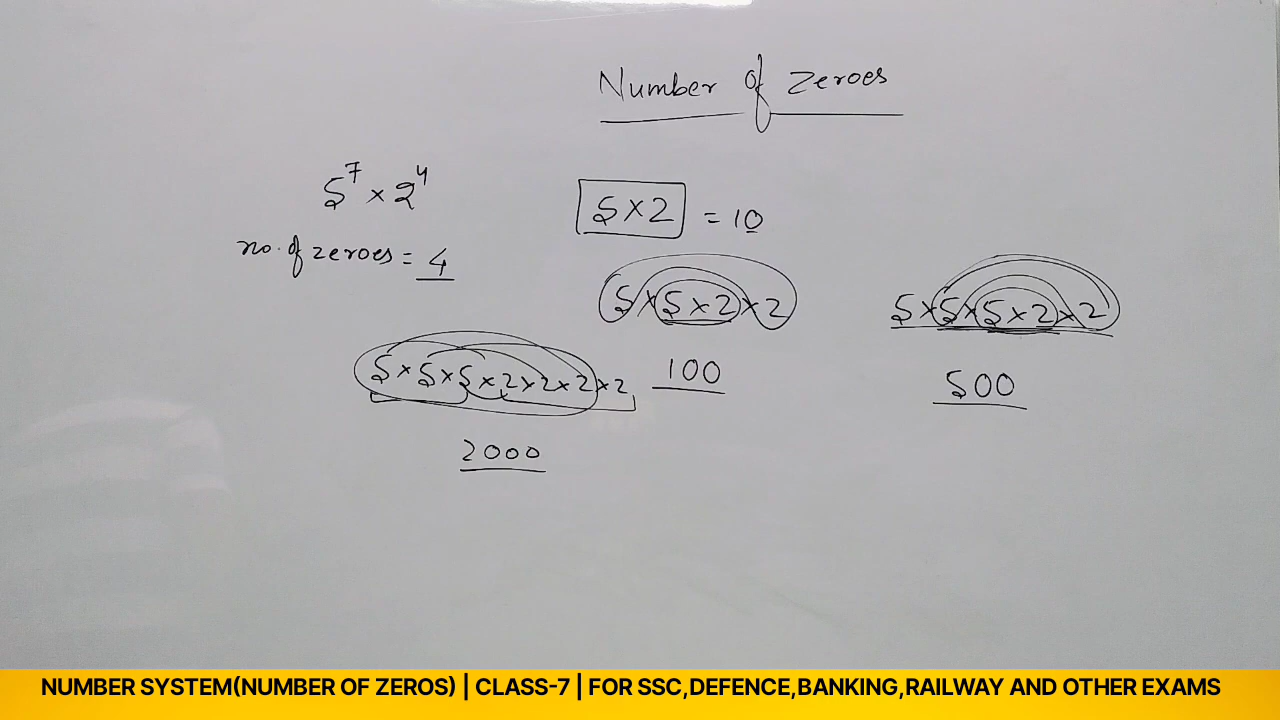 Number of zeroes
5⁷ × 2⁴
no. of zeroes = 4
5×2 = 10
5×5×2×2
100
5×5×5×2×2
500
5×5×5×2×2×2×2
2000
NUMBER SYSTEM(NUMBER OF ZEROS) | CLASS-7 | FOR SSC,DEFENCE,BANKING,RAILWAY AND OTHER EXAMS